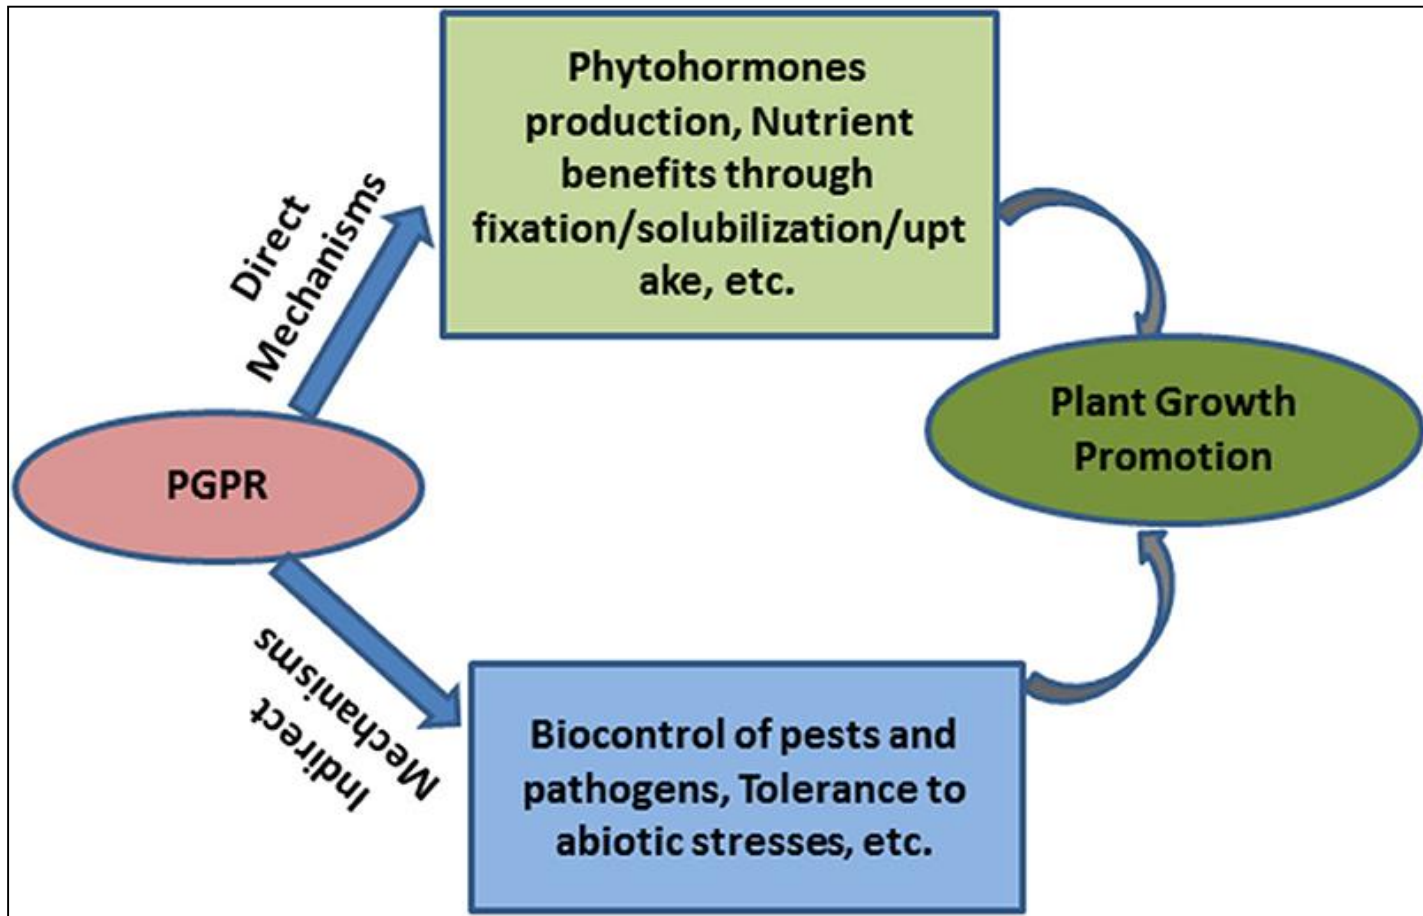 Phytohormones
production, Nutrient
benefits through
fixation/solubilization/upt
ake, etc.
Direct
Mechanisms
PGPR
Plant Growth
Promotion
Indirect
Mechanisms
Biocontrol of pests and
pathogens, Tolerance to
abiotic stresses, etc.